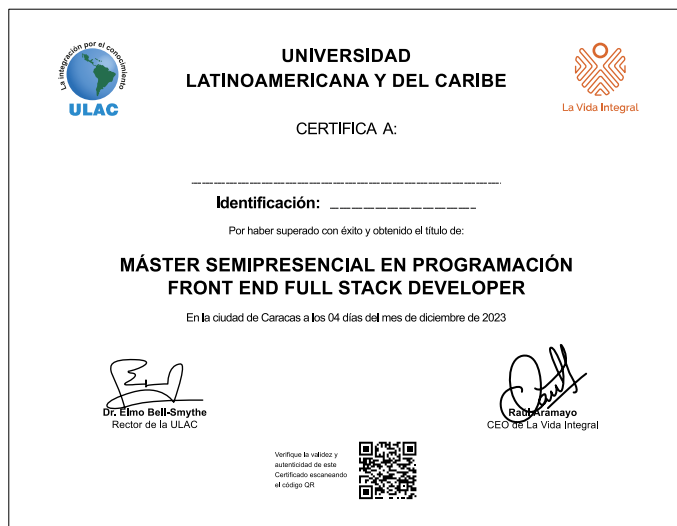 La integración por el conocimiento
ULAC
UNIVERSIDAD
LATINOAMERICANA Y DEL CARIBE
La Vida Integral
CERTIFICA A:
Identificación:
Por haber superado con éxito y obtenido el título de:
MÁSTER SEMIPRESENCIAL EN PROGRAMACIÓN
FRONT END FULL STACK DEVELOPER
En la ciudad de Caracas a los 04 días del mes de diciembre de 2023
Dr. Elmo Bell-Smythe
Rector de la ULAC
Raúl Aramayo
CEO de La Vida Integral
Verifique la validez y
autenticidad de este
Certificado escaneando
el código QR